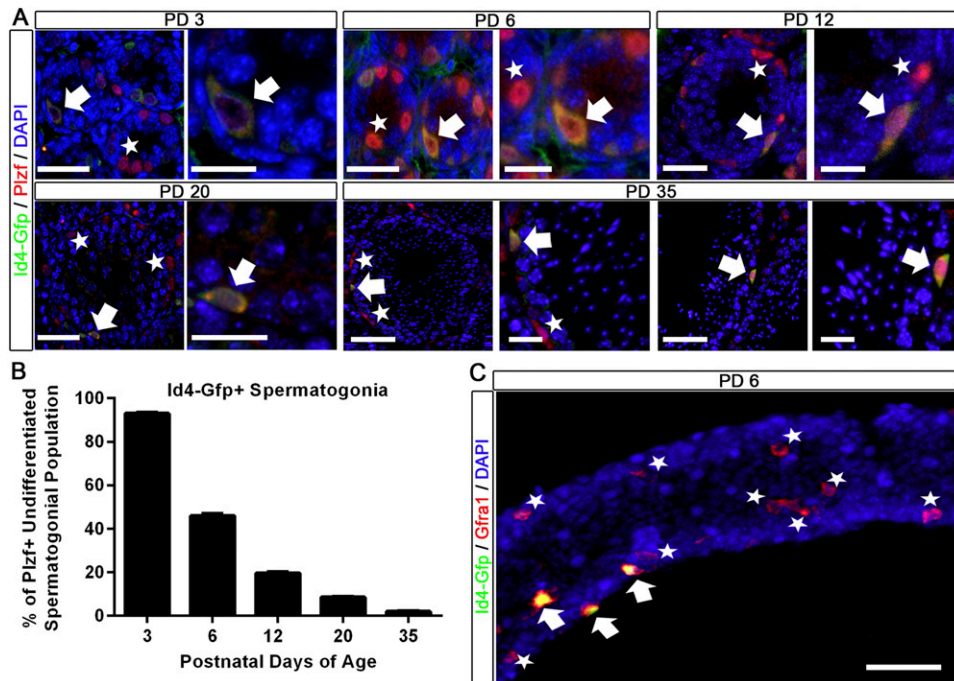 A
PD 3
PD 6
PD 12
Id4-Gfp / Plzf / DAPI
PD 20
PD 35
B
Id4-Gfp+ Spermatogonia
% of Plzf+ Undifferentiated
Spermatogonial Population
100
80
60
40
20
0
3 6 12 20 35
Postnatal Days of Age
C
PD 6
Id4-Gfp / Gfra1 / DAPI